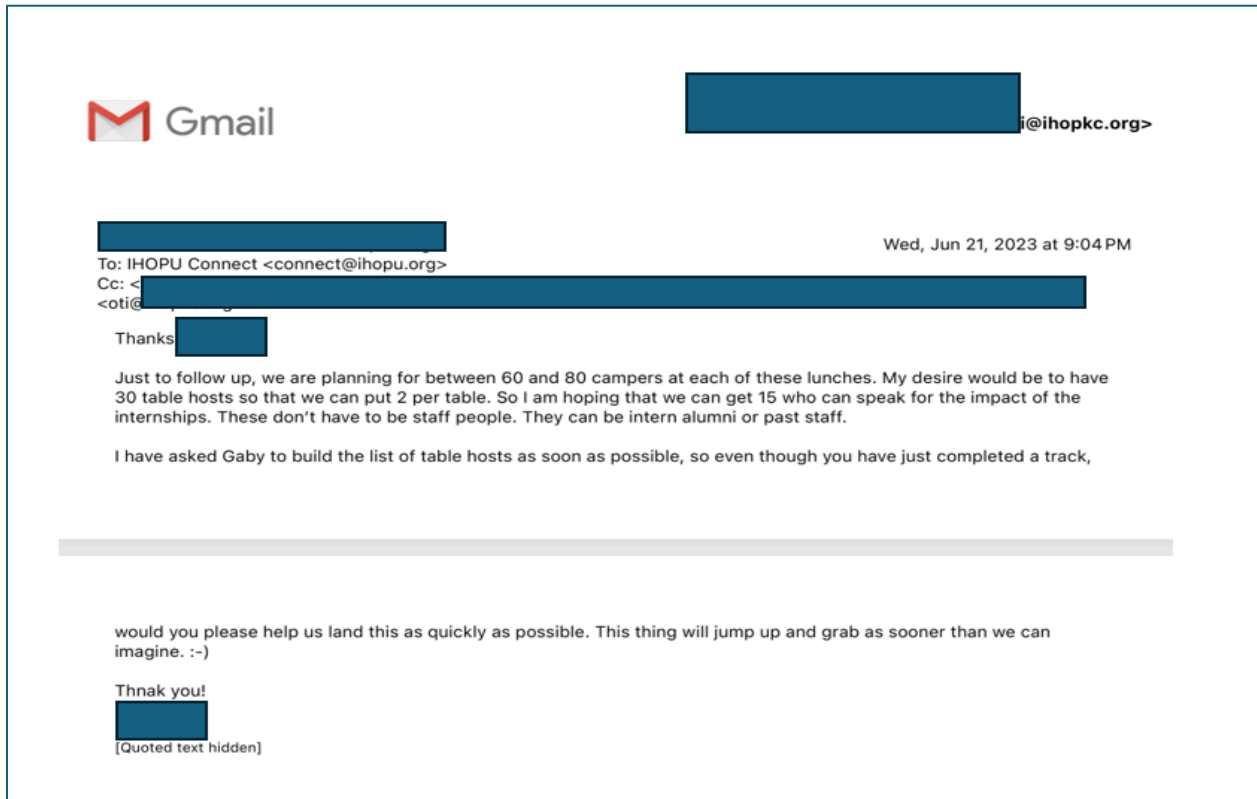 Gmail
i@ihopkc.org>
Wed, Jun 21, 2023 at 9:04 PM
To: IHOPU Connect <connect@ihopu.org>
Cc: <
<oti@
Thanks
Just to follow up, we are planning for between 60 and 80 campers at each of these lunches. My desire would be to have
30 table hosts so that we can put 2 per table. So I am hoping that we can get 15 who can speak for the impact of the
internships. These don't have to be staff people. They can be intern alumni or past staff.
I have asked Gaby to build the list of table hosts as soon as possible, so even though you have just completed a track,
would you please help us land this as quickly as possible. This thing will jump up and grab as sooner than we can
imagine. :-)
Thnak you!
[Quoted text hidden]